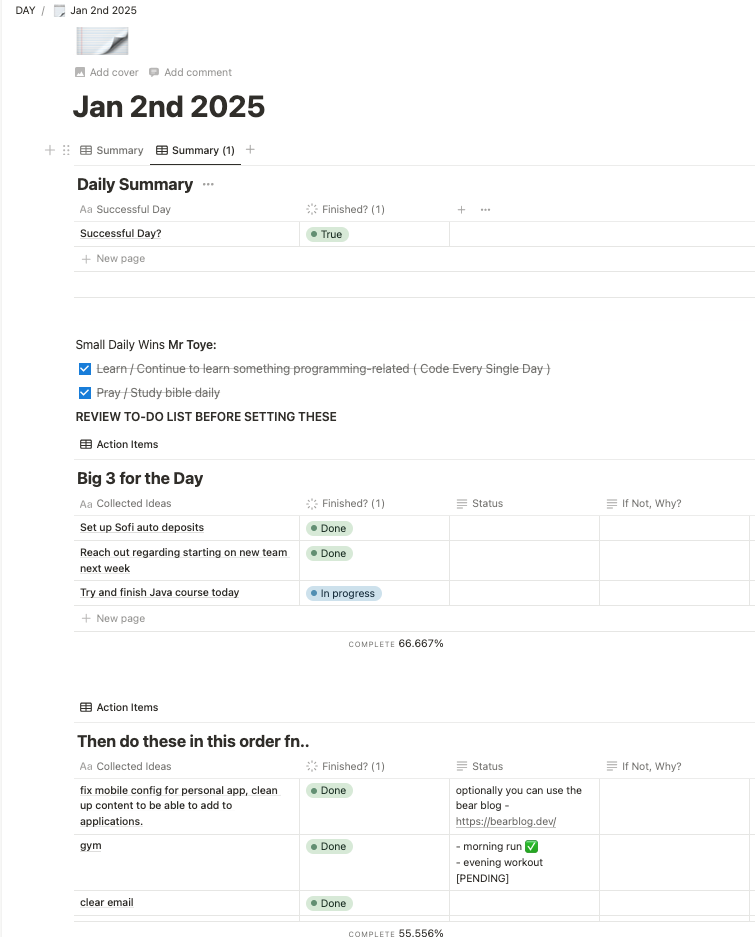 DAY / Jan 2nd 2025
Add cover Add comment
Jan 2nd 2025
Summary Summary (1)
Daily Summary ...
Aa Successful Day Finished? (1) + ...
Successful Day? True
+ New page
Small Daily Wins Mr Toye:
Learn / Continue to learn something programming-related ( Code Every Single Day )
Pray / Study bible daily
REVIEW TO-DO LIST BEFORE SETTING THESE
Action Items
Big 3 for the Day
Aa Collected Ideas Finished? (1) Status If Not, Why?
Set up Sofi auto deposits Done
Reach out regarding starting on new team Done
next week
Try and finish Java course today In progress
+ New page
COMPLETE 66.667%
Action Items
Then do these in this order fn..
Aa Collected Ideas Finished? (1) Status If Not, Why?
fix mobile config for personal app, clean Done optionally you can use the
up content to be able to add to bear blog -
applications. https://bearblog.dev/
gym Done - morning run ✅
- evening workout
[PENDING]
clear email Done
COMPLETE 55.556%